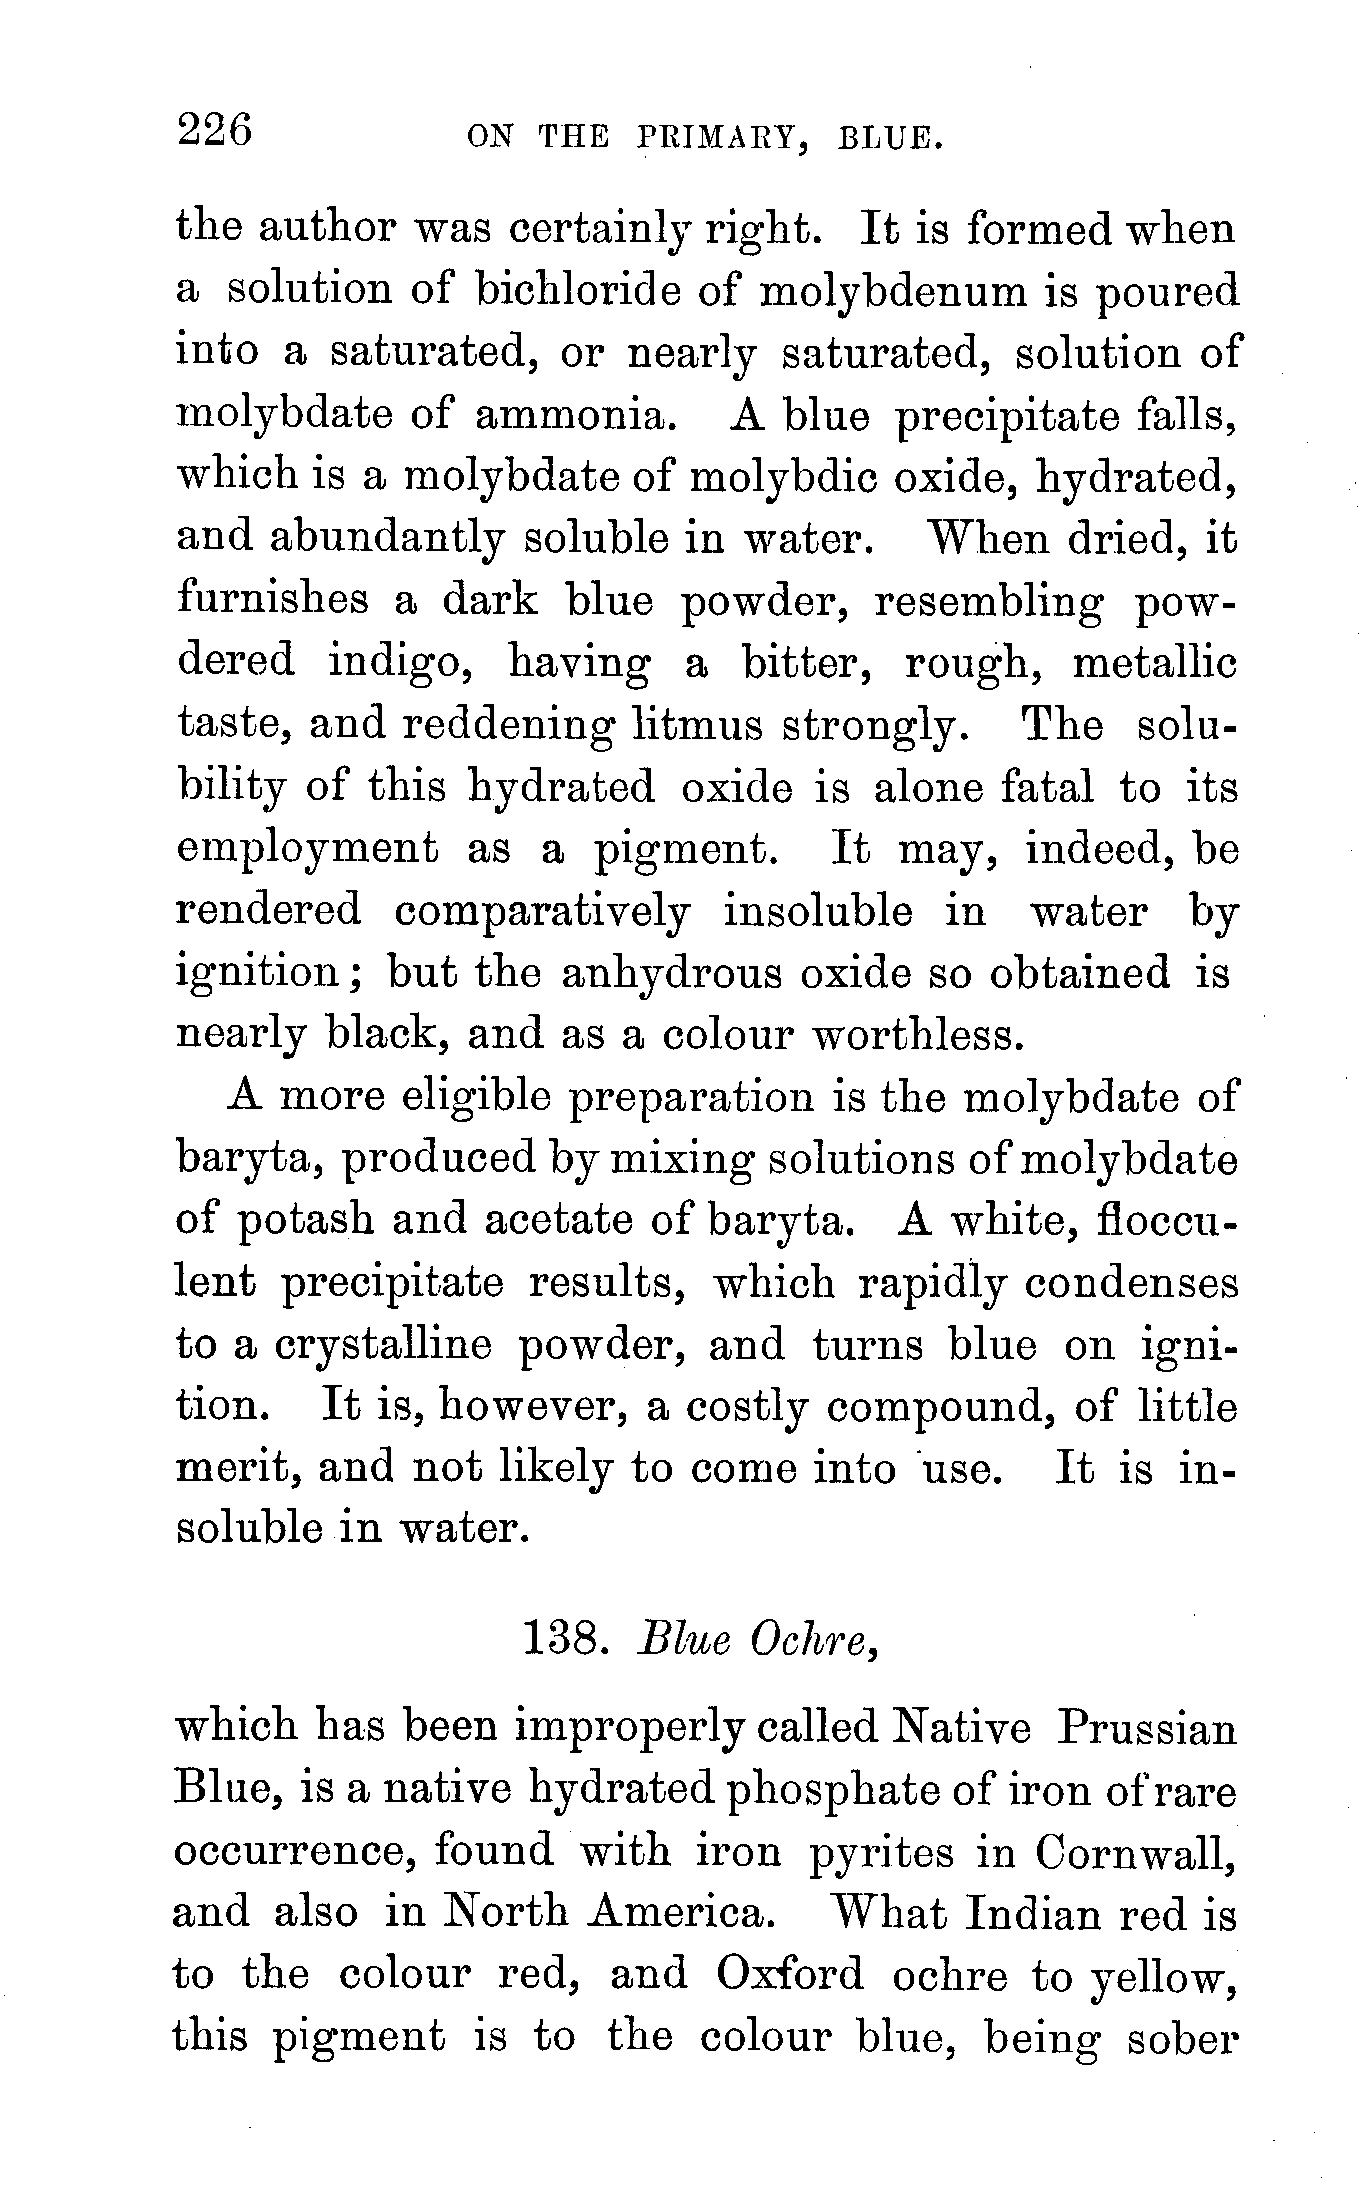 226 ON THE PRIMARY, BLUE.
the author was certainly right. It is formed when
a solution of bichloride of molybdenum is poured
into a saturated, or nearly saturated, solution of
molybdate of ammonia. A blue precipitate falls,
which is a molybdate of molybdic oxide, hydrated,
and abundantly soluble in water. When dried, it
furnishes a dark blue powder, resembling pow-
dered indigo, having a bitter, rough, metallic
taste, and reddening litmus strongly. The solu-
bility of this hydrated oxide is alone fatal to its
employment as a pigment. It may, indeed, be
rendered comparatively insoluble in water by
ignition; but the anhydrous oxide so obtained is
nearly black, and as a colour worthless.
A more eligible preparation is the molybdate of
baryta, produced by mixing solutions of molybdate
of potash and acetate of baryta. A white, floccu-
lent precipitate results, which rapidly condenses
to a crystalline powder, and turns blue on igni-
tion. It is, however, a costly compound, of little
merit, and not likely to come into use. It is in-
soluble in water.
138. Blue Ochre,
which has been improperly called Native Prussian
Blue, is a native hydrated phosphate of iron of rare
occurrence, found with iron pyrites in Cornwall,
and also in North America. What Indian red is
to the colour red, and Oxford ochre to yellow,
this pigment is to the colour blue, being sober